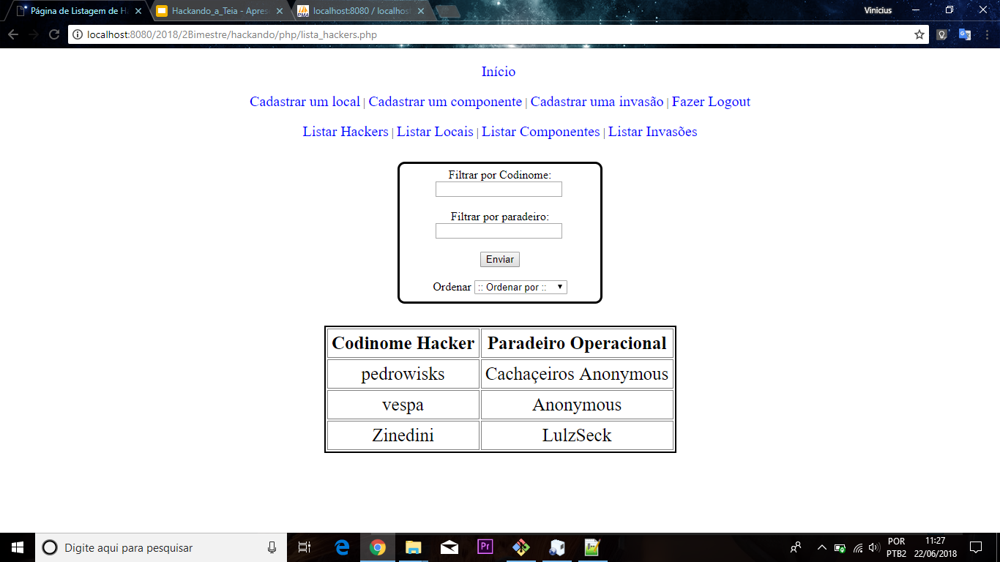 Página de Listagem de Ha
Hackando_a_Teia - Apres
localhost:8080 / localhos
Vinicius
localhost:8080/2018/2Bimestre/hackando/php/lista_hackers.php
Início
Cadastrar um local | Cadastrar um componente | Cadastrar uma invasão | Fazer Logout
Listar Hackers | Listar Locais | Listar Componentes | Listar Invasões
Filtrar por Codinome:
Filtrar por paradeiro:
Enviar
Ordenar :: Ordenar por ::
Codinome Hacker Paradeiro Operacional
pedrowisks Cachaçeiros Anonymous
vespa Anonymous
Zinedini LulzSeck
Digite aqui para pesquisar
Pr
POR
PTB2
11:27
22/06/2018